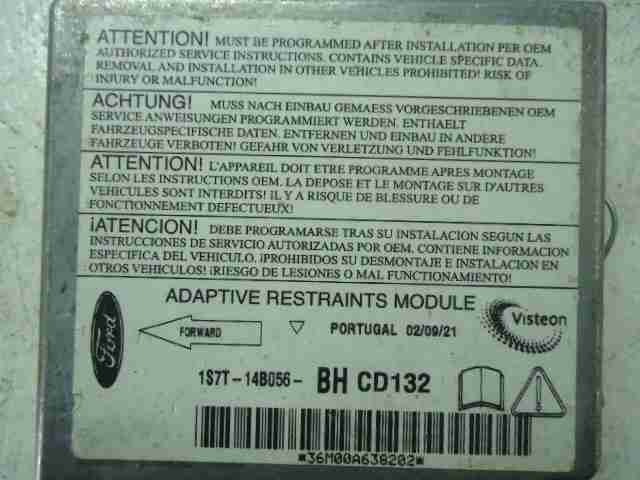 ATTENTION! MUST BE PROGRAMMED AFTER INSTALLATION PER OEM
AUTHORIZED SERVICE INSTRUCTIONS. CONTAINS VEHICLE SPECIFIC DATA.
REMOVAL AND INSTALLATION IN OTHER VEHICLES PROHIBITED! RISK OF
INJURY OR MALFUNCTION!
ACHTUNG! MUSS NACH EINBAU GEMAESS VORGESCHRIEBENEN OEM
SERVICE ANWEISUNGEN PROGRAMMIERT WERDEN. ENTHAELT
FAHRZEUGSPECIFISCHE DATEN. ENTFERNEN UND EINBAU IN ANDERE
FAHRZEUGE VERBOTEN! GEFAHR VON VERLETZUNG UND FEHLFUNKTION!
ATTENTION! L'APPAREIL DOIT ETRE PROGRAMME APRES MONTAGE
SELON LES INSTRUCTIONS OEM. LA DEPOSE ET LE MONTAGE SUR D'AUTRES
VEHICULES SONT INTERDITS! IL Y A RISQUE DE BLESSURE OU DE
FONCTIONNEMENT DEFECTUEUX!
¡ATENCION! DEBE PROGRAMARSE TRAS SU INSTALACION SEGUN LAS
INSTRUCCIONES DE SERVICIO AUTORIZADAS POR OEM. CONTIENE INFORMACION
ESPECIFICA DEL VEHICULO. ¡PROHIBIDOS SU DESMONTAJE E INSTALACION EN
OTROS VEHICULOS! ¡RIESGO DE LESIONES O MAL FUNCTIONAMIENTO!
ADAPTIVE RESTRAINTS MODULE
Ford FORWARD PORTUGAL 02/09/21 Visteon
1S7T-14B056- BH CD132
*36M00A638202*